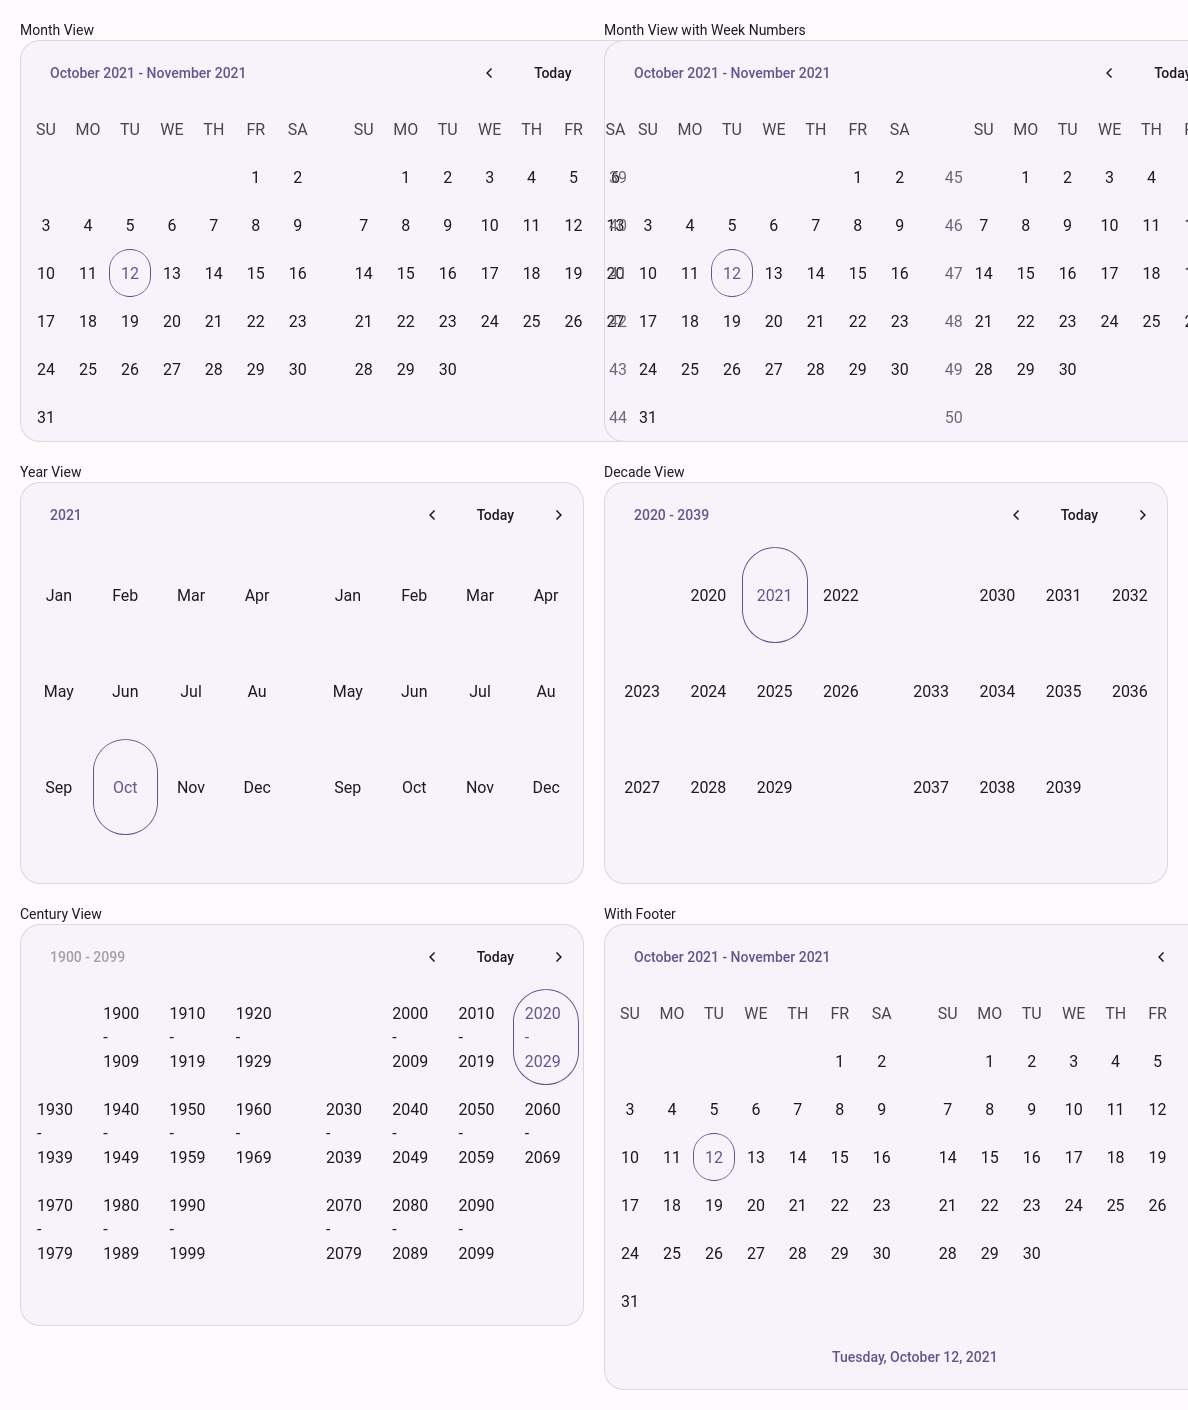 Month View
October 2021 - November 2021 Today
SU MO TU WE TH FR SA SU MO TU WE TH FR SA
1 2 1 2 3 4 5 6
3 4 5 6 7 8 9 7 8 9 10 11 12 13
10 11 12 13 14 15 16 14 15 16 17 18 19 20
17 18 19 20 21 22 23 21 22 23 24 25 26 27
24 25 26 27 28 29 30 28 29 30
31
Month View with Week Numbers
October 2021 - November 2021 Today
SU MO TU WE TH FR SA SU MO TU WE TH
39 1 2 45 1 2 3 4
40 3 4 5 6 7 8 9 46 7 8 9 10 11
10 11 12 13 14 15 16 47 14 15 16 17 18
42 17 18 19 20 21 22 23 48 21 22 23 24 25
43 24 25 26 27 28 29 30 49 28 29 30
44 31 50
Year View
2021 Today
Jan Feb Mar Apr Jan Feb Mar Apr
May Jun Jul Au May Jun Jul Au
Sep Oct Nov Dec Sep Oct Nov Dec
Decade View
2020 - 2039 Today
2020 2021 2022 2030 2031 2032
2023 2024 2025 2026 2033 2034 2035 2036
2027 2028 2029 2037 2038 2039
Century View
1900 - 2099 Today
1900 1910 1920 2000 2010 2020
- - - - - -
1909 1919 1929 2009 2019 2029
1930 1940 1950 1960 2030 2040 2050 2060
- - - - - - - -
1939 1949 1959 1969 2039 2049 2059 2069
1970 1980 1990 2070 2080 2090
- - - - - -
1979 1989 1999 2079 2089 2099
With Footer
October 2021 - November 2021
SU MO TU WE TH FR SA SU MO TU WE TH FR
1 2 1 2 3 4 5
3 4 5 6 7 8 9 7 8 9 10 11 12
10 11 12 13 14 15 16 14 15 16 17 18 19
17 18 19 20 21 22 23 21 22 23 24 25 26
24 25 26 27 28 29 30 28 29 30
31
Tuesday, October 12, 2021